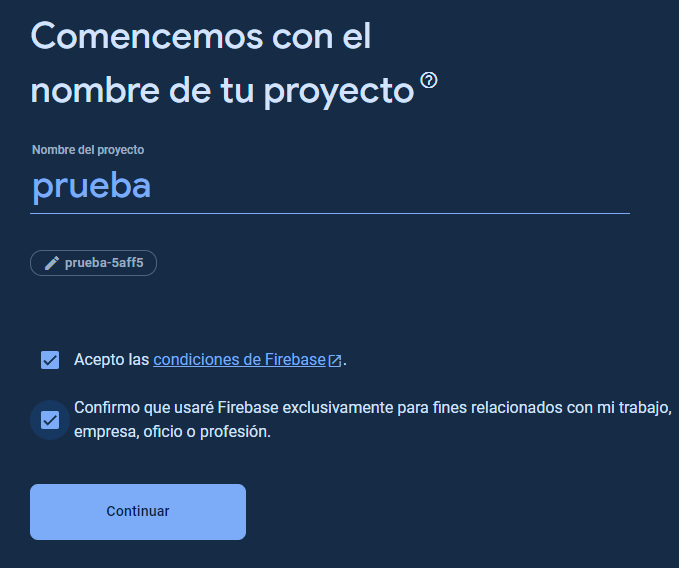 Comencemos con el
nombre de tu proyecto
Nombre del proyecto
prueba
prueba-5aff5
Acepto las condiciones de Firebase.
Confirmo que usaré Firebase exclusivamente para fines relacionados con mi trabajo,
empresa, oficio o profesión.
Continuar